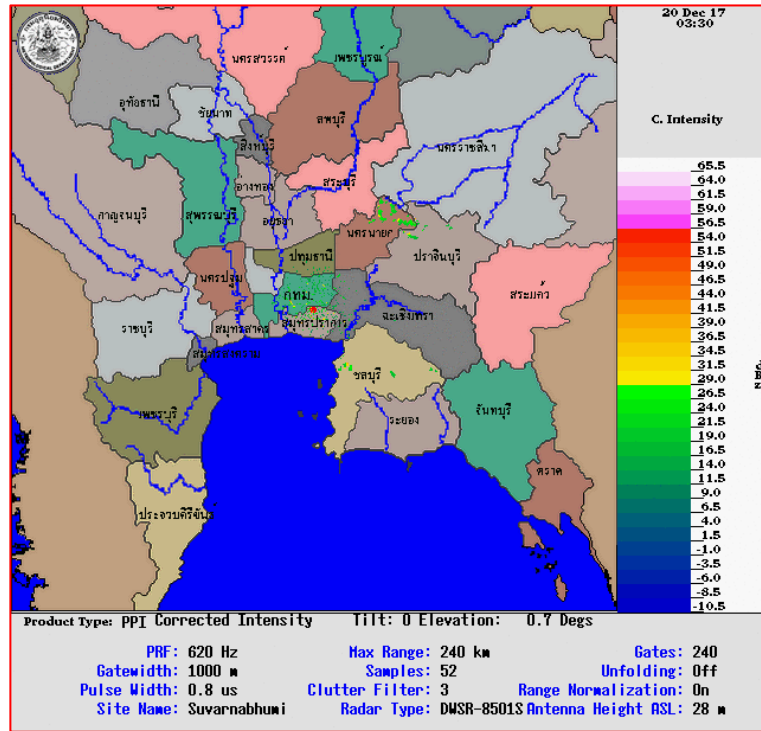 20 Dec 17
03:30
C. Intensity
65.5
64.0
61.5
59.0
56.5
54.0
51.5
49.0
46.5
44.0
41.5
39.0
36.5
34.0
31.5
29.0
26.5
24.0
21.5
19.0
16.5
14.0
11.5
9.0
6.5
4.0
1.5
-1.0
-3.5
-6.0
-8.5
-10.5
นครสวรรค์
เพชรบูรณ์
อุทัยธานี
ชัยนาท
ลพบุรี
สิงหบุรี
นครราชสีมา
อ่างทอง
สระบุรี
กาญจนบุรี
สุพรรณบุรี
อยุธยา
นครนายก
ปราจีนบุรี
ปทุมธานี
นครปฐม
กทม.
สระแก้ว
ราชบุรี
สมุทรสาคร
สมุทรปราการ
ฉะเชิงเทรา
สมุทรสงคราม
ชลบุรี
เพชรบุรี
ระยอง
จันทบุรี
ตราด
ประจวบคีรีขันธ์
Product Type: PPI Corrected Intensity Tilt: 0 Elevation: 0.7 Degs
PRF: 620 Hz Max Range: 240 km Gates: 240
Gatewidth: 1000 m Samples: 52 Unfolding: Off
Pulse Width: 0.8 us Clutter Filter: 3 Range Normalization: On
Site Name: Suvarnabhumi Radar Type: DWSR-8501S Antenna Height ASL: 28 m